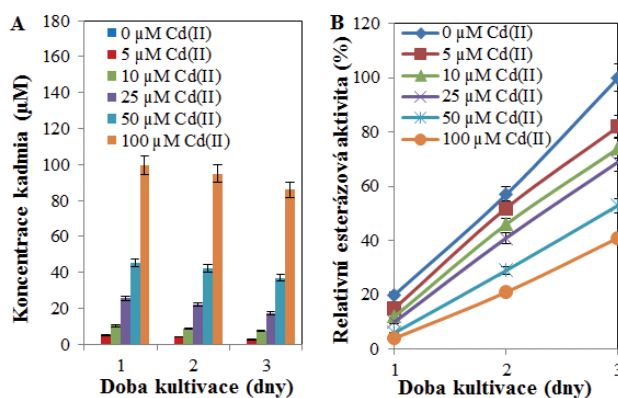 A
180
160
140
120
100
80
60
40
20
0
Koncentrace kadmia (µM)
0 µM Cd(II)
5 µM Cd(II)
10 µM Cd(II)
25 µM Cd(II)
50 µM Cd(II)
100 µM Cd(II)
1 2 3
Doba kultivace (dny)
B
120
100
80
60
40
20
0
Relativní esterázová aktivita (%)
0 µM Cd(II)
5 µM Cd(II)
10 µM Cd(II)
25 µM Cd(II)
50 µM Cd(II)
100 µM Cd(II)
1 2 3
Doba kultivace (dny)